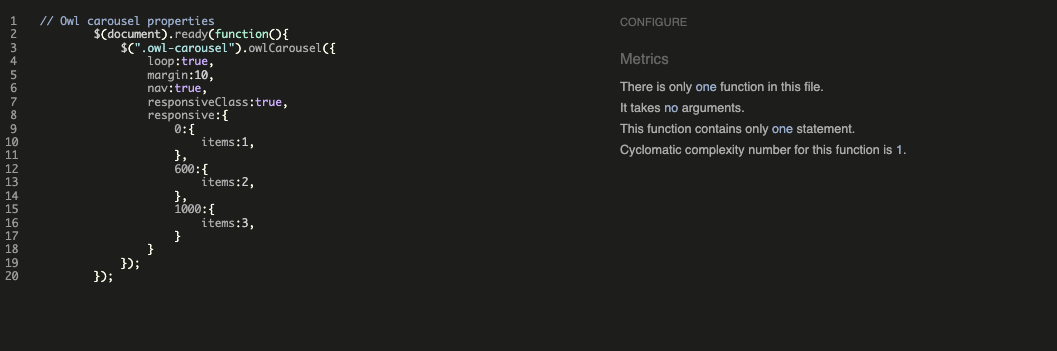 1 // Owl carousel properties
2 $(document).ready(function(){
3 $(".owl-carousel").owlCarousel({
4 loop:true,
5 margin:10,
6 nav:true,
7 responsiveClass:true,
8 responsive:{
9 0:{
10 items:1,
11 },
12 600:{
13 items:2,
14 },
15 1000:{
16 items:3,
17 }
18 }
19 });
20 });
CONFIGURE
Metrics
There is only one function in this file.
It takes no arguments.
This function contains only one statement.
Cyclomatic complexity number for this function is 1.